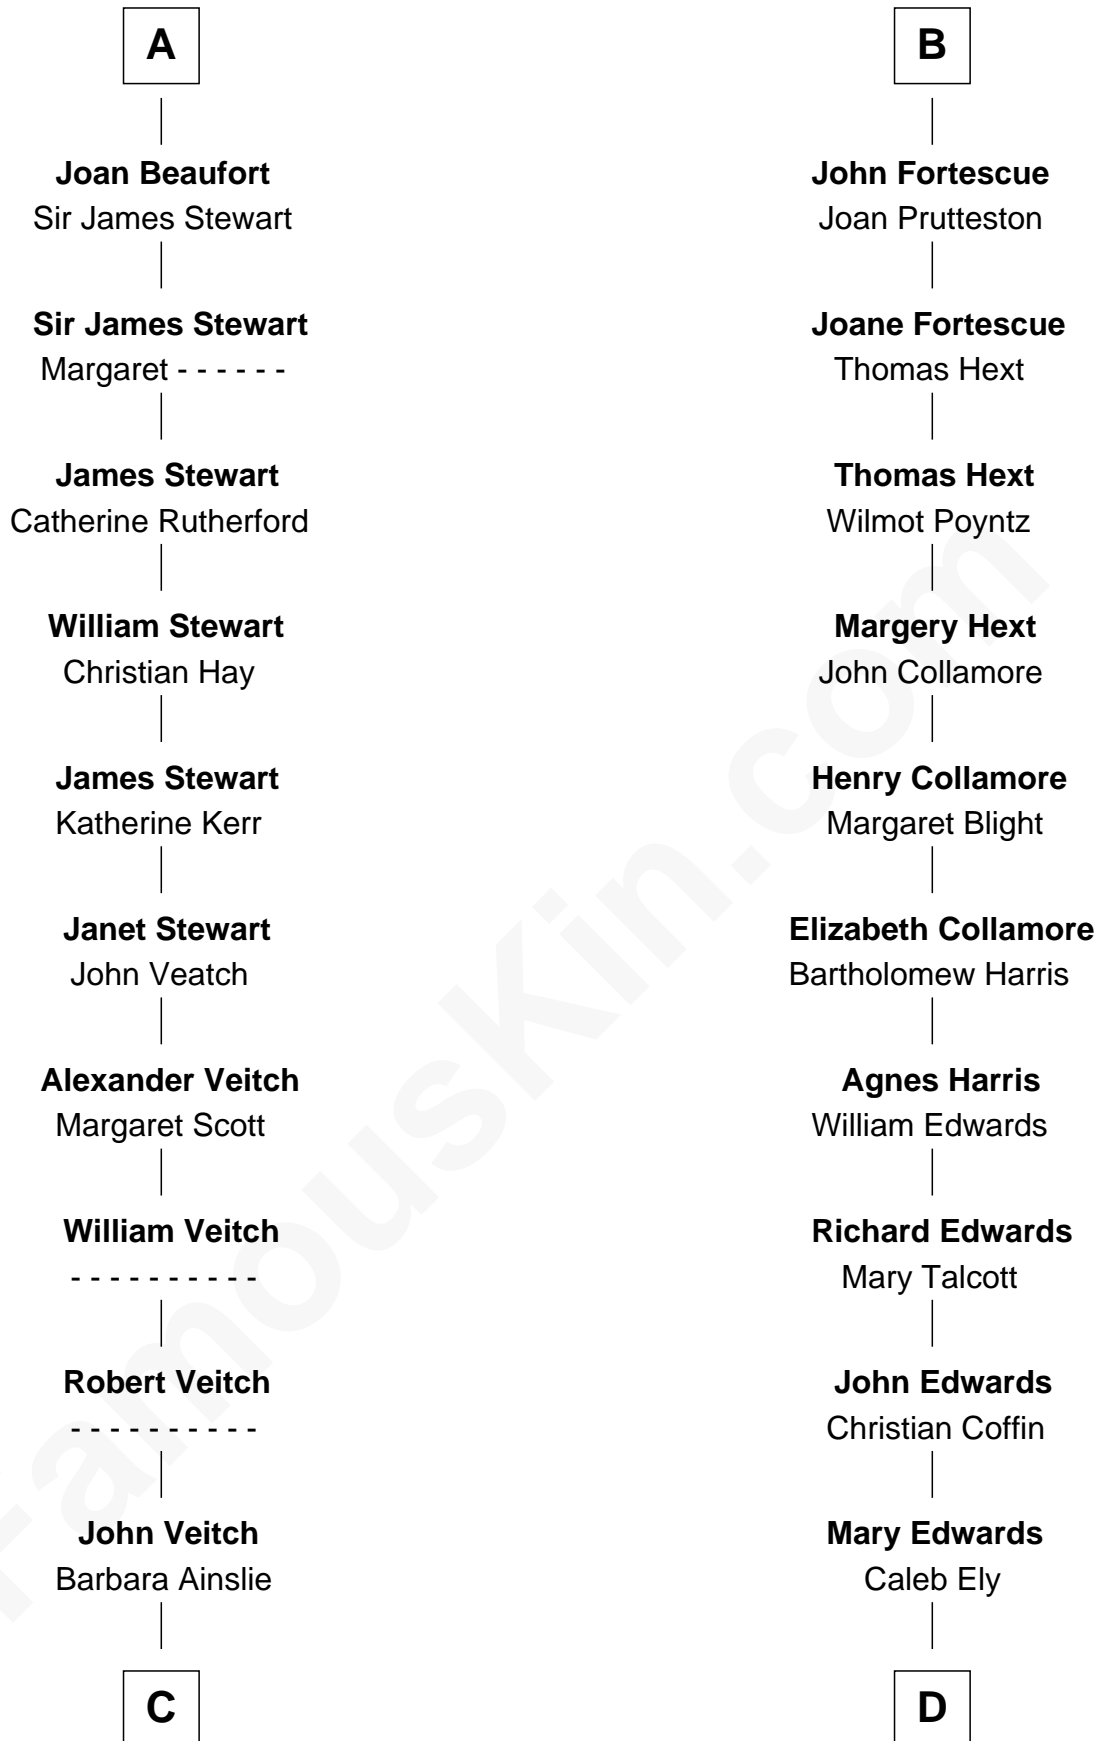 A
Joan Beaufort
Sir James Stewart
Sir James Stewart
Margaret - - - - - -
James Stewart
Catherine Rutherford
William Stewart
Christian Hay
James Stewart
Katherine Kerr
Janet Stewart
John Veatch
Alexander Veitch
Margaret Scott
William Veitch
- - - - - - - - - -
Robert Veitch
- - - - - - - - - -
John Veitch
Barbara Ainslie
C
B
John Fortescue
Joan Prutteston
Joane Fortescue
Thomas Hext
Thomas Hext
Wilmot Poyntz
Margery Hext
John Collamore
Henry Collamore
Margaret Blight
Elizabeth Collamore
Bartholomew Harris
Agnes Harris
William Edwards
Richard Edwards
Mary Talcott
John Edwards
Christian Coffin
Mary Edwards
Caleb Ely
D
FamousKin.com